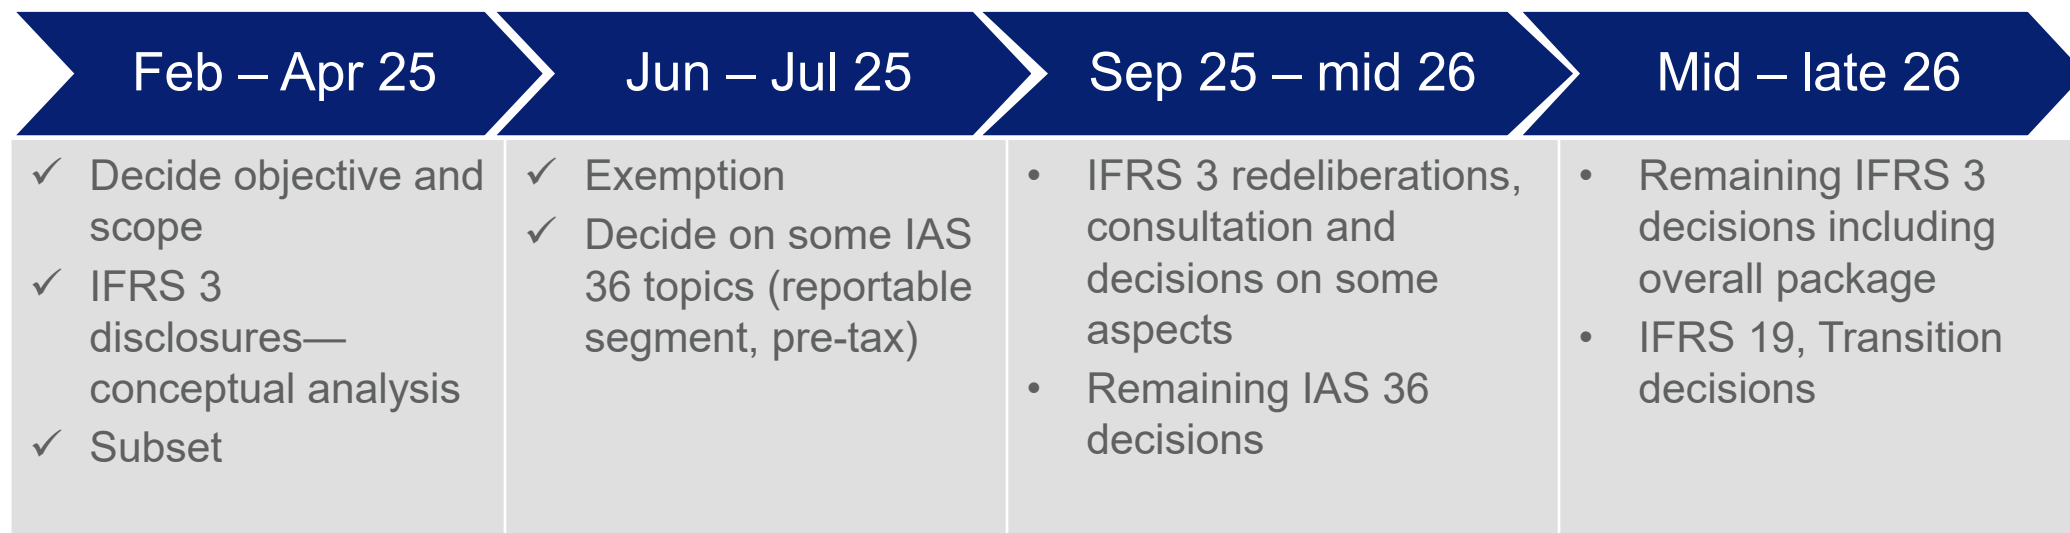 Feb – Apr 25
✓ Decide objective and
scope
✓ IFRS 3
disclosures—
conceptual analysis
✓ Subset
Jun – Jul 25
✓ Exemption
✓ Decide on some IAS
36 topics (reportable
segment, pre-tax)
Sep 25 – mid 26
• IFRS 3 redeliberations,
consultation and
decisions on some
aspects
• Remaining IAS 36
decisions
Mid – late 26
• Remaining IFRS 3
decisions including
overall package
• IFRS 19, Transition
decisions